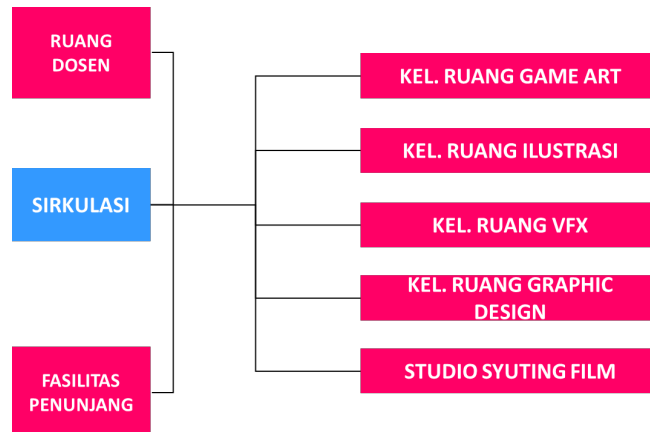 RUANG
DOSEN
SIRKULASI
FASILITAS
PENUNJANG
KEL. RUANG GAME ART
KEL. RUANG ILUSTRASI
KEL. RUANG VFX
KEL. RUANG GRAPHIC
DESIGN
STUDIO SYUTING FILM